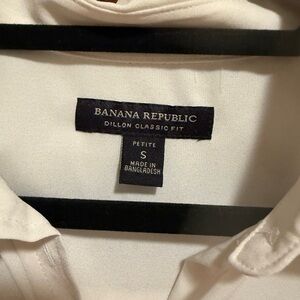 BANANA REPUBLIC
DILLON CLASSIC FIT
PETITE
S
MADE IN
BANGLADESH